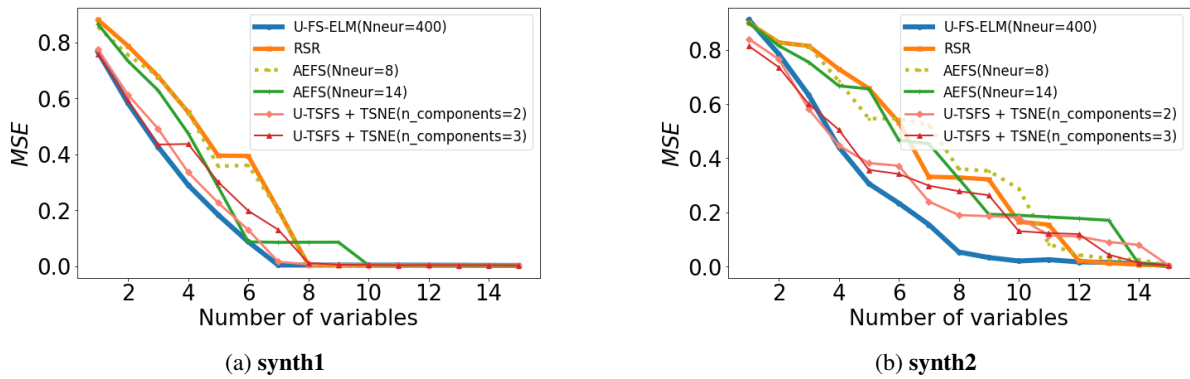 U-FS-ELM(Nneur=400)
RSR
AEFS(Nneur=8)
AEFS(Nneur=14)
U-TSFS + TSNE(n_components=2)
U-TSFS + TSNE(n_components=3)
MSE
0.8
0.6
0.4
0.2
0.0
2 4 6 8 10 12 14
Number of variables
(a) synth1
U-FS-ELM(Nneur=400)
RSR
AEFS(Nneur=8)
AEFS(Nneur=14)
U-TSFS + TSNE(n_components=2)
U-TSFS + TSNE(n_components=3)
MSE
0.8
0.6
0.4
0.2
0.0
2 4 6 8 10 12 14
Number of variables
(b) synth2